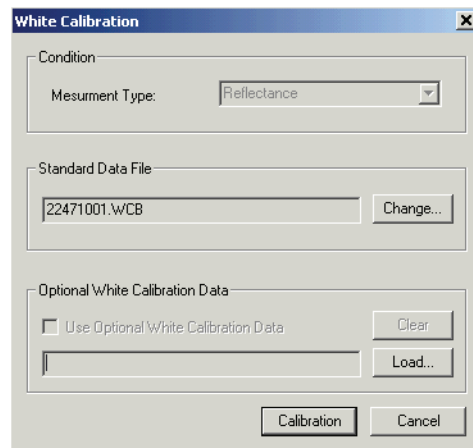 White Calibration
Condition
Mesurment Type: Reflectance
Standard Data File
22471001.WCB Change...
Optional White Calibration Data
Use Optional White Calibration Data Clear
Load...
Calibration Cancel